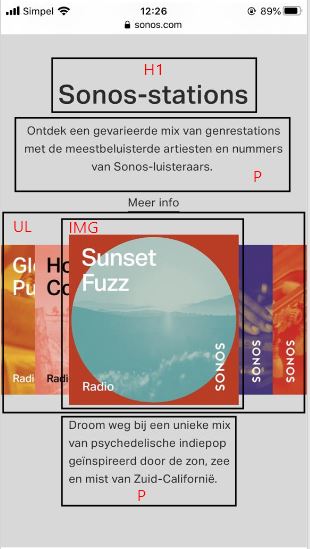 Simpel 12:26 89%
sonos.com
H1
Sonos-stations
Ontdek een gevarieerde mix van genrestations
met de meestbeluisterde artiesten en nummers
van Sonos-luisteraars.
P
Meer info
UL
IMG
Gl
Pu
Radi
Ho
Co
Radi
Sunset
Fuzz
Radio
SONOS
SONOS
SONOS
Droom weg bij een unieke mix
van psychedelische indiepop
geïnspireerd door de zon, zee
en mist van Zuid-Californië.
P